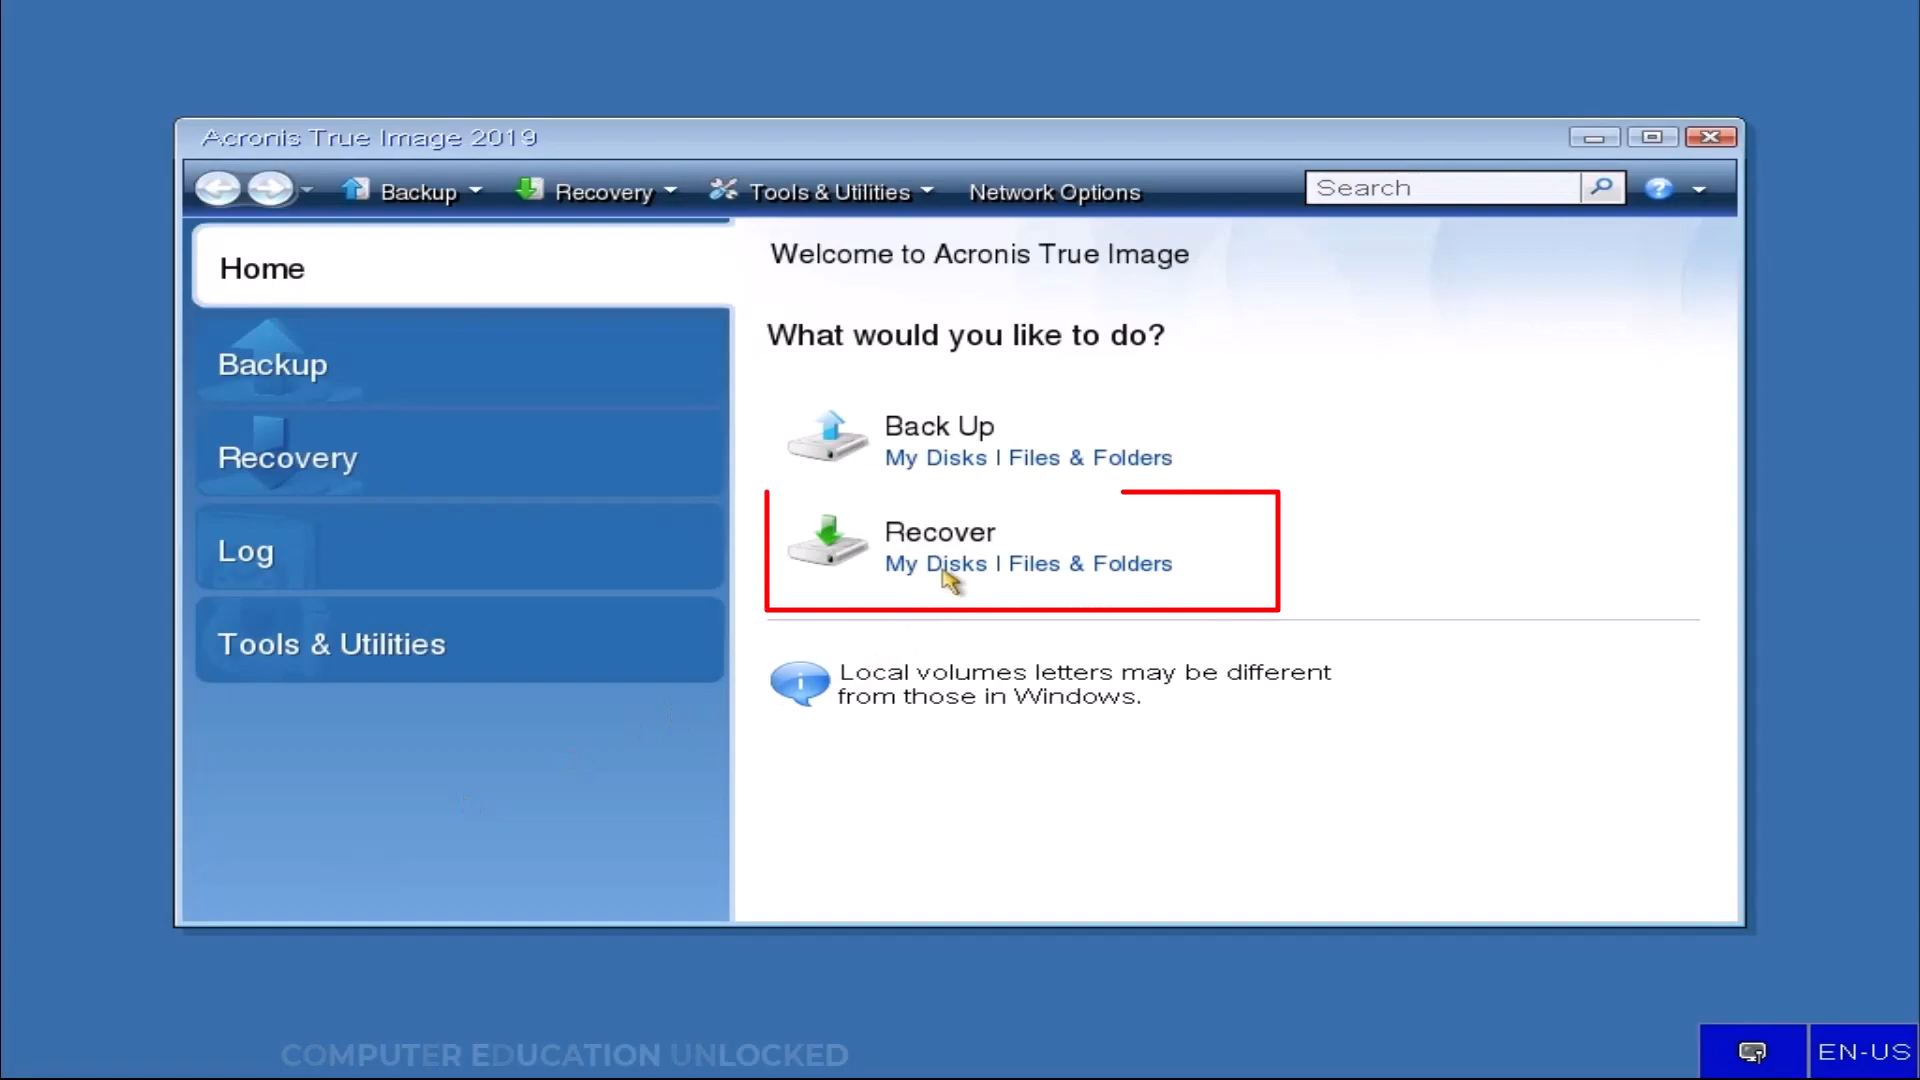 Acronis True Image 2019
Backup Recovery Tools & Utilities Network Options Search
Home
Backup
Recovery
Log
Tools & Utilities
Welcome to Acronis True Image
What would you like to do?
Back Up
My Disks | Files & Folders
Recover
My Disks | Files & Folders
Local volumes letters may be different
from those in Windows.
COMPUTER EDUCATION UNLOCKED
EN-US